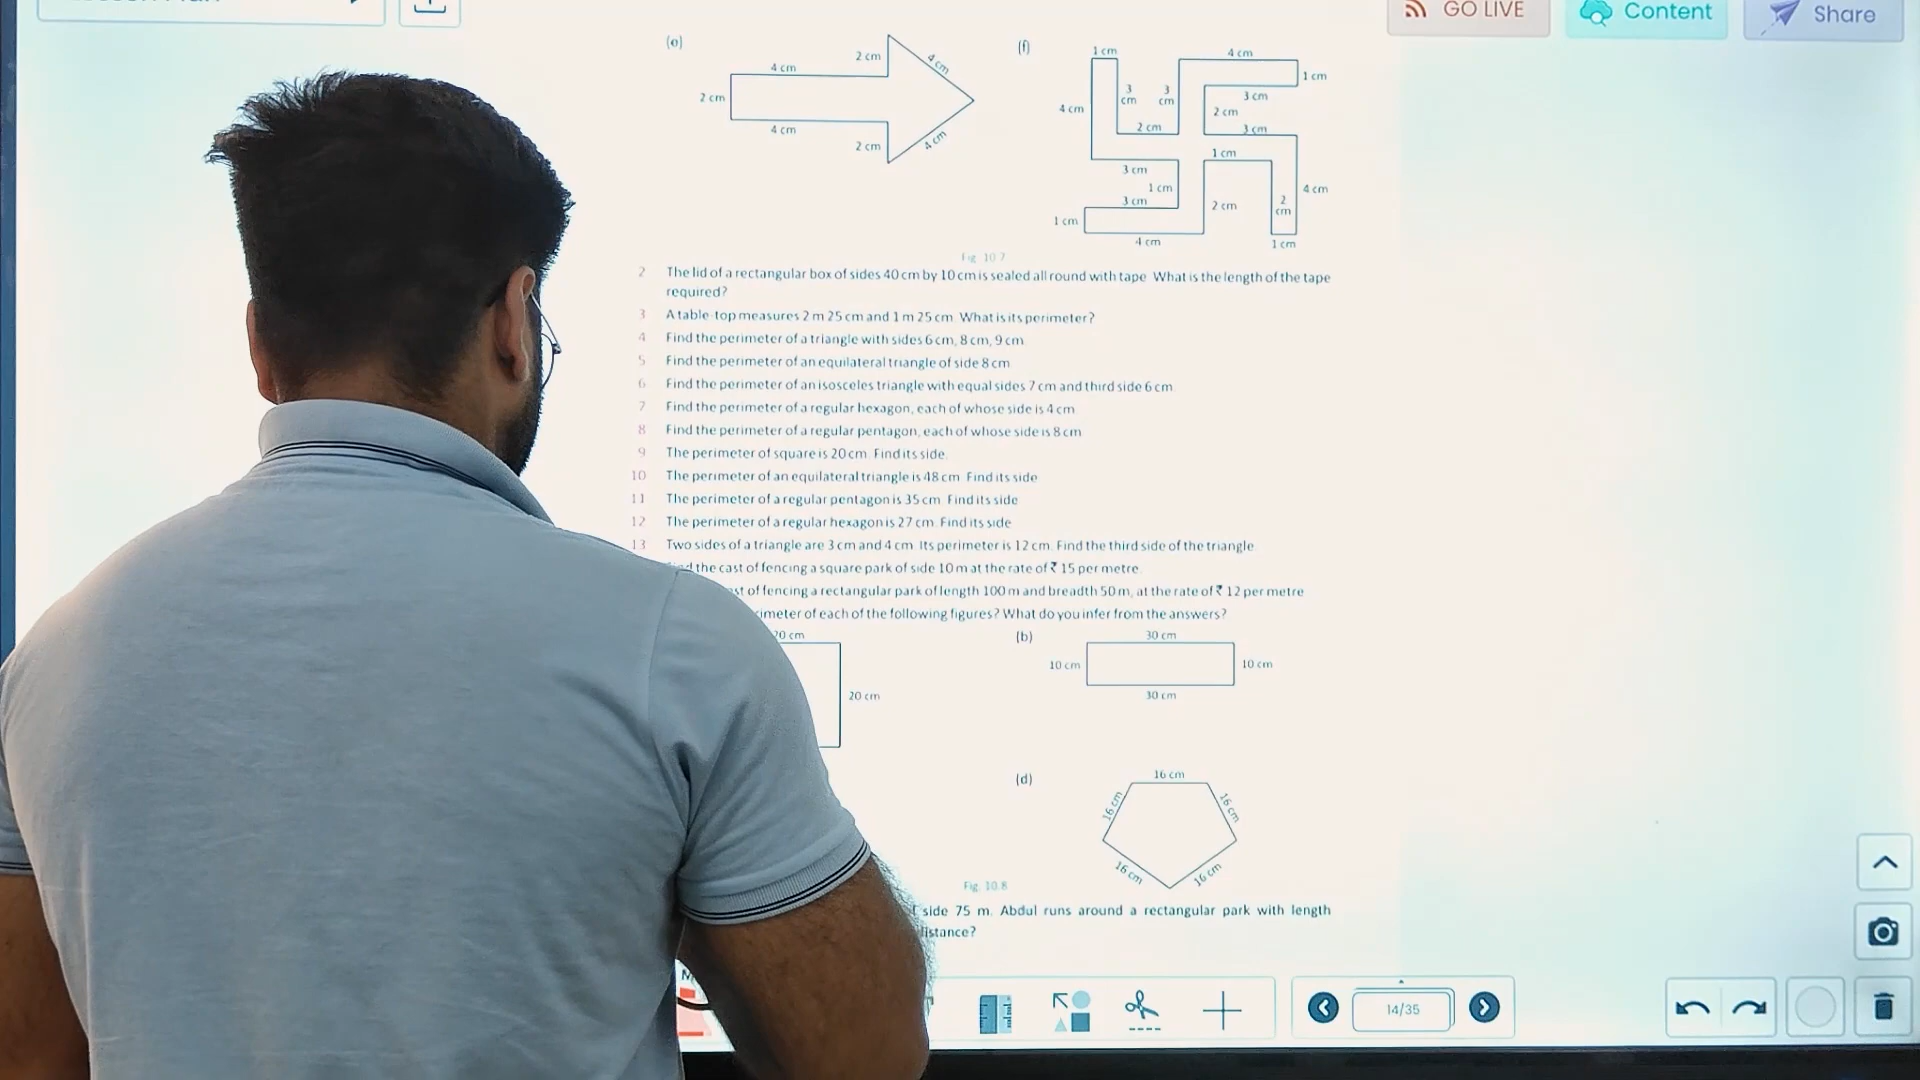 GO LIVE
Content
Share
(e)
2 cm
4 cm
4 cm
2 cm
4 cm
2 cm
4 cm
(f)
1 cm
4 cm
1 cm
3 cm
3 cm
3 cm
4 cm
2 cm
2 cm
3 cm
1 cm
3 cm
1 cm
4 cm
3 cm
2 cm
2 cm
1 cm
4 cm
1 cm
Fig 10.7
2 The lid of a rectangular box of sides 40 cm by 10 cm is sealed all round with tape What is the length of the tape
required?
3 A table-top measures 2 m 25 cm and 1 m 25 cm What is its perimeter?
4 Find the perimeter of a triangle with sides 6 cm, 8 cm, 9 cm
5 Find the perimeter of an equilateral triangle of side 8 cm
6 Find the perimeter of an isosceles triangle with equal sides 7 cm and third side 6 cm
7 Find the perimeter of a regular hexagon, each of whose side is 4 cm
8 Find the perimeter of a regular pentagon, each of whose side is 8 cm
9 The perimeter of square is 20 cm. Find its side.
10 The perimeter of an equilateral triangle is 48 cm Find its side
11 The perimeter of a regular pentagon is 35 cm Find its side
12 The perimeter of a regular hexagon is 27 cm. Find its side
13 Two sides of a triangle are 3 cm and 4 cm Its perimeter is 12 cm. Find the third side of the triangle
the cast of fencing a square park of side 10 m at the rate of ₹ 15 per metre.
of fencing a rectangular park of length 100 m and breadth 50 m, at the rate of ₹ 12 per metre
of each of the following figures? What do you infer from the answers?
20 cm
20 cm
(b)
30 cm
10 cm
10 cm
30 cm
(d)
16 cm
16 cm
16 cm
16 cm
16 cm
Fig. 10.8
side 75 m. Abdul runs around a rectangular park with length
14/35